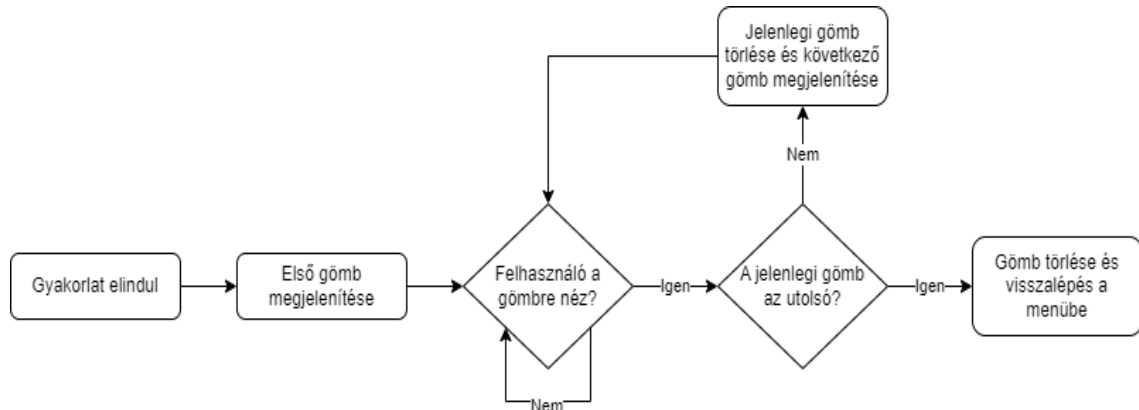 Jelenlegi gömb
törlése és következő
gömb megjelenítése
Nem
Gyakorlat elindul
Első gömb
megjelenítése
Felhasználó a
gömbre néz?
Igen
A jelenlegi gömb
az utolsó?
Igen
Gömb törlése és
visszalépés a
menübe
Nem